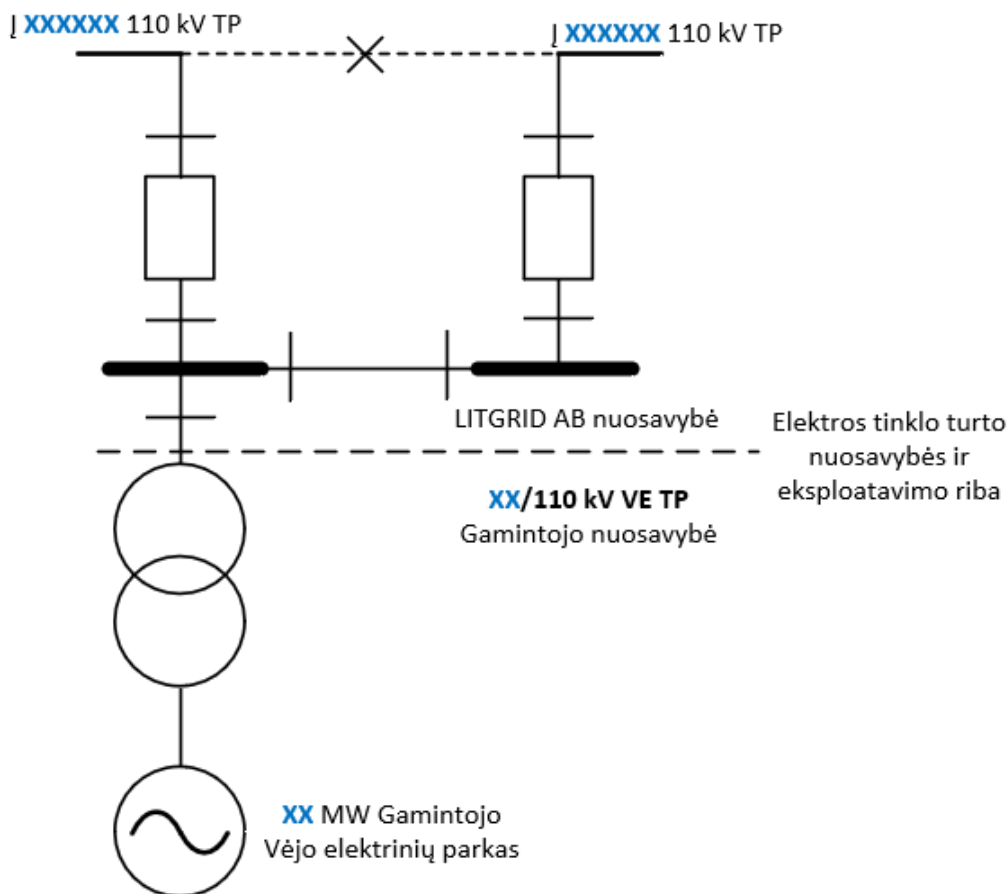 Į XXXXXX 110 kV TP
Į XXXXXX 110 kV TP
LITGRID AB nuosavybė
Elektros tinklo turto
nuosavybės ir
eksploatavimo riba
XX/110 kV VE TP
Gamintojo nuosavybė
XX MW Gamintojo
Vėjo elektrinių parkas